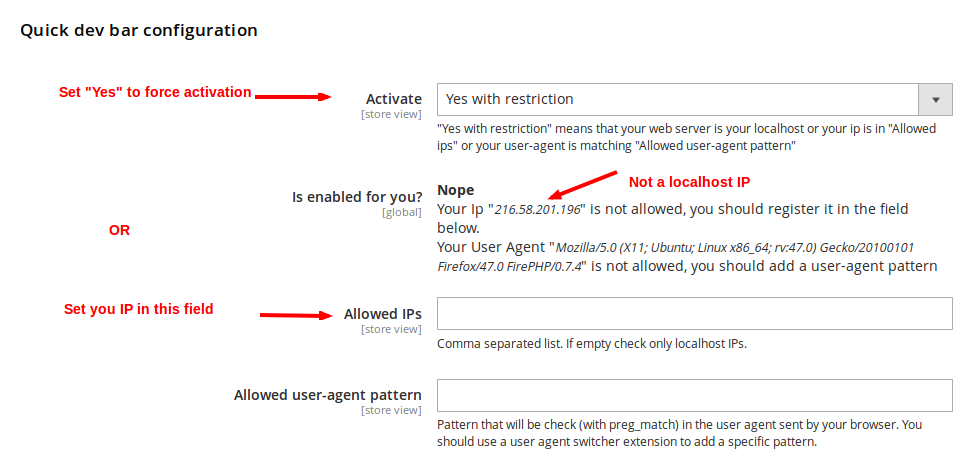 Quick dev bar configuration
Set "Yes" to force activation
Activate
[store view]
Yes with restriction
"Yes with restriction" means that your web server is your localhost or your ip is in "Allowed
ips" or your user-agent is matching "Allowed user-agent pattern"
Not a localhost IP
Is enabled for you?
[global]
Nope
Your Ip "216.58.201.196" is not allowed, you should register it in the field
below.
Your User Agent "Mozilla/5.0 (X11; Ubuntu; Linux x86_64; rv:47.0) Gecko/20100101
Firefox/47.0 FirePHP/0.7.4" is not allowed, you should add a user-agent pattern
OR
Set you IP in this field
Allowed IPs
[store view]
Comma separated list. If empty check only localhost IPs.
Allowed user-agent pattern
[store view]
Pattern that will be check (with preg_match) in the user agent sent by your browser. You
should use a user agent switcher extension to add a specific pattern.